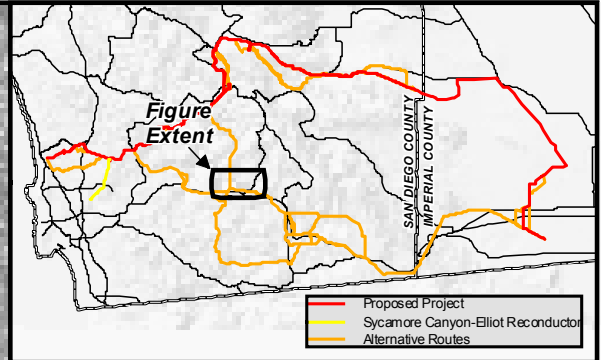 Figure
Extent
SAN DIEGO COUNTY
IMPERIAL COUNTY
Proposed Project
Sycamore Canyon-Elliot Reconductor
Alternative Routes